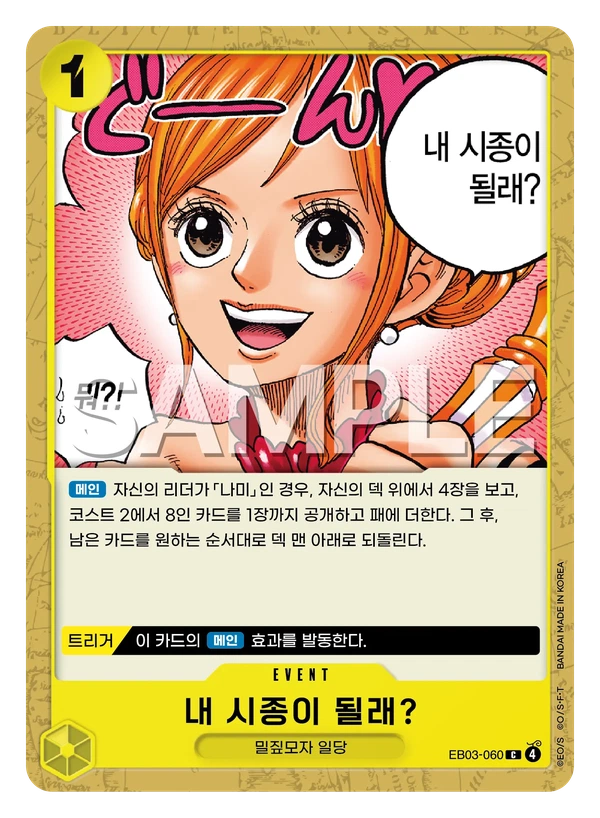 1
どーん♥
내 시종이
될래?
뭐?!
SAMPLE
메인 자신의 리더가 「나미」인 경우, 자신의 덱 위에서 4장을 보고,
코스트 2에서 8인 카드를 1장까지 공개하고 패에 더한다. 그 후,
남은 카드를 원하는 순서대로 덱 맨 아래로 되돌린다.
트리거 이 카드의 메인 효과를 발동한다.
EVENT
내 시종이 될래?
밀짚모자 일당
EB03-060 C 4
©EO/S ©O/S·F·T BANDAI MADE IN KOREA